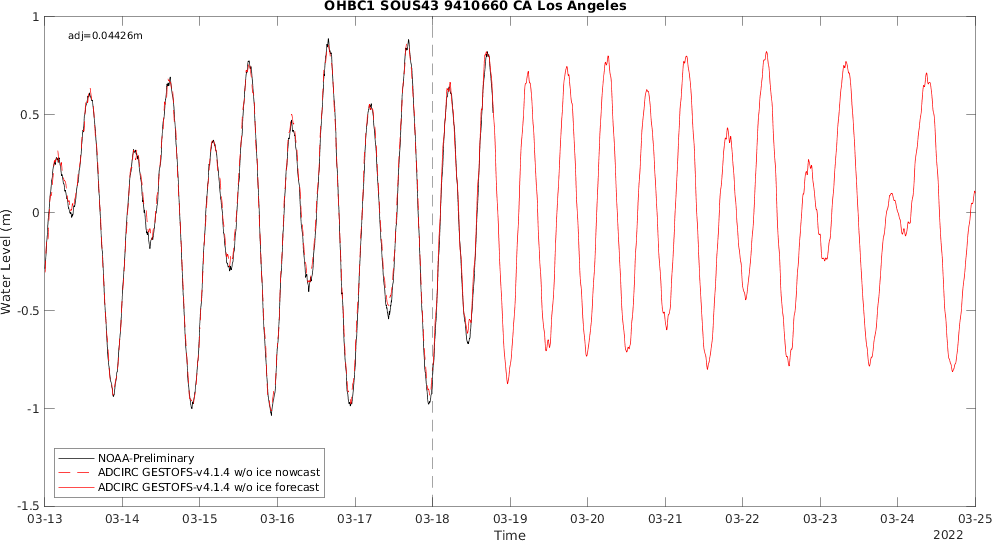 OHBC1 SOUS43 9410660 CA Los Angeles
adj=0.04426m
1
0.5
0
-0.5
-1
-1.5
Water Level (m)
NOAA-Preliminary
ADCIRC GESTOFS-v4.1.4 w/o ice nowcast
ADCIRC GESTOFS-v4.1.4 w/o ice forecast
03-13 03-14 03-15 03-16 03-17 03-18 03-19 03-20 03-21 03-22 03-23 03-24 03-25
Time
2022